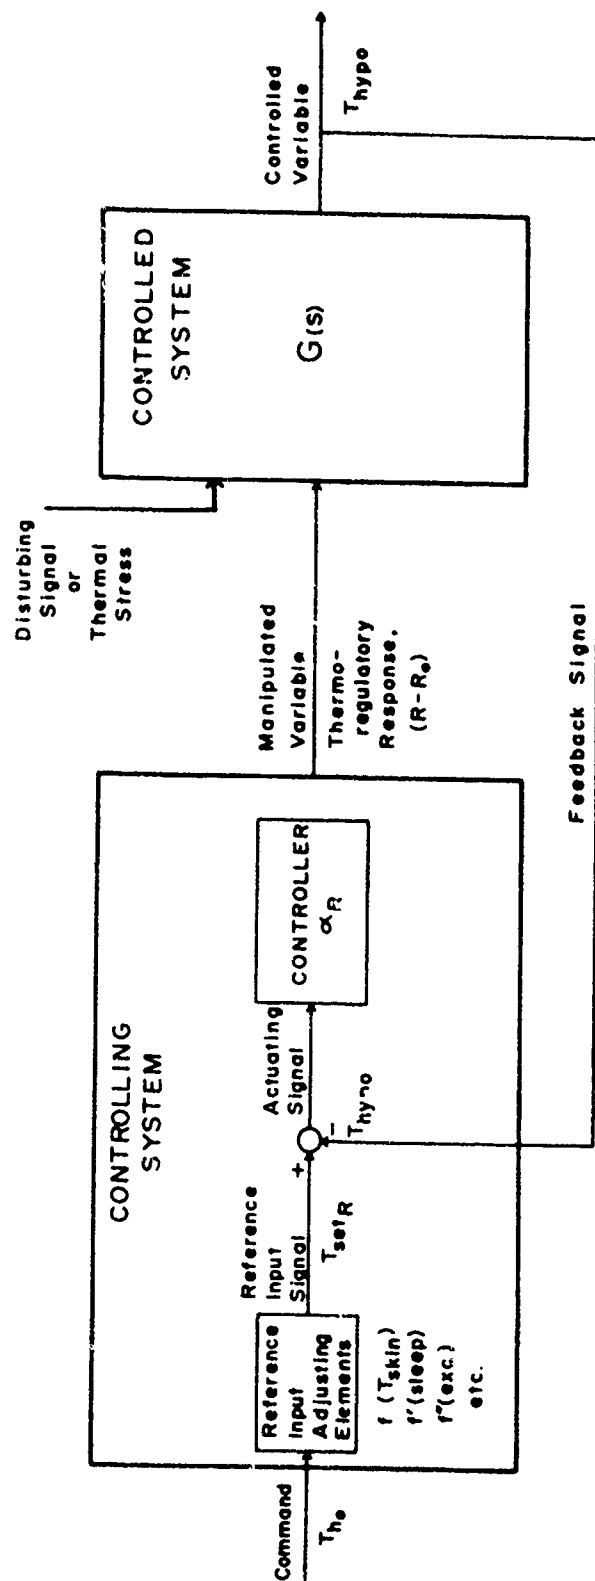 Command
T_ho
CONTROLLING
SYSTEM
Reference
Input
Adjusting
Elements
f (T_skin)
f'(sleep)
f"(exc.)
etc.
Reference
Input
Signal
T_set_R
+
-
T_hypo
Actuating
Signal
CONTROLLER
α_R
Manipulated
Variable
Thermo-
regulatory
Response,
(R-R_o)
Disturbing
Signal
or
Thermal
Stress
CONTROLLED
SYSTEM
G(s)
Controlled
Variable
T_hypo
Feedback Signal